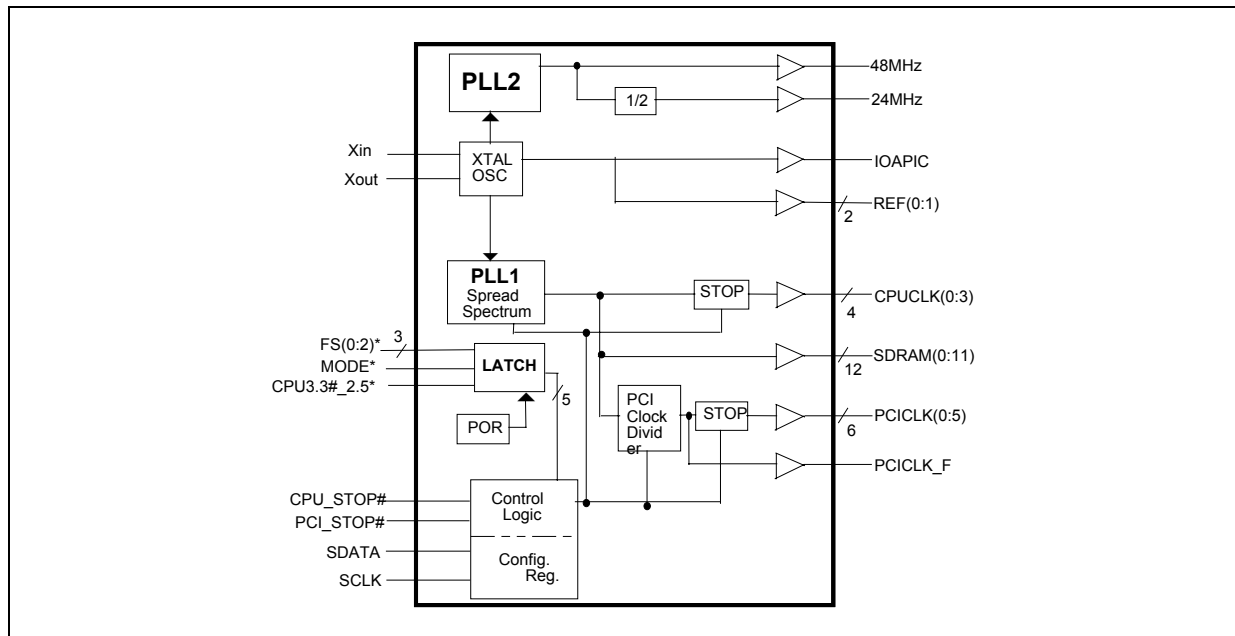 PLL2
48MHz
1/2
24MHz
Xin
Xout
XTAL
OSC
IOAPIC
REF(0:1)
2
PLL1
Spread
Spectrum
STOP
CPUCLK(0:3)
4
FS(0:2)*
3
MODE*
CPU3.3#_2.5*
LATCH
5
POR
SDRAM(0:11)
12
PCI
Clock
Divid
er
STOP
PCICLK(0:5)
6
PCICLK_F
CPU_STOP#
PCI_STOP#
SDATA
SCLK
Control
Logic
Config.
Reg.